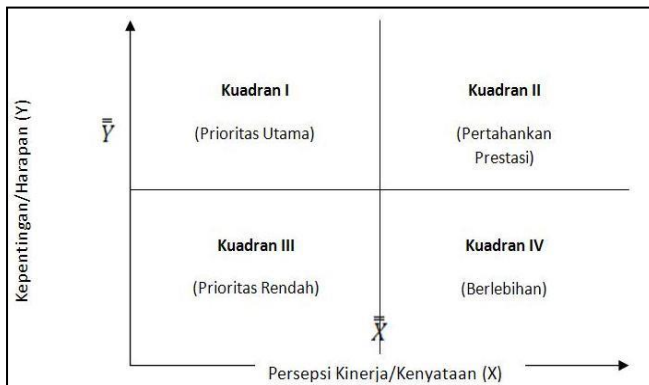 Kepentingan/Harapan (Y)
Kuadran I
(Prioritas Utama)
Kuadran II
(Pertahankan
Prestasi)
Y̿
Kuadran III
(Prioritas Rendah)
Kuadran IV
(Berlebihan)
X̿
Persepsi Kinerja/Kenyataan (X)